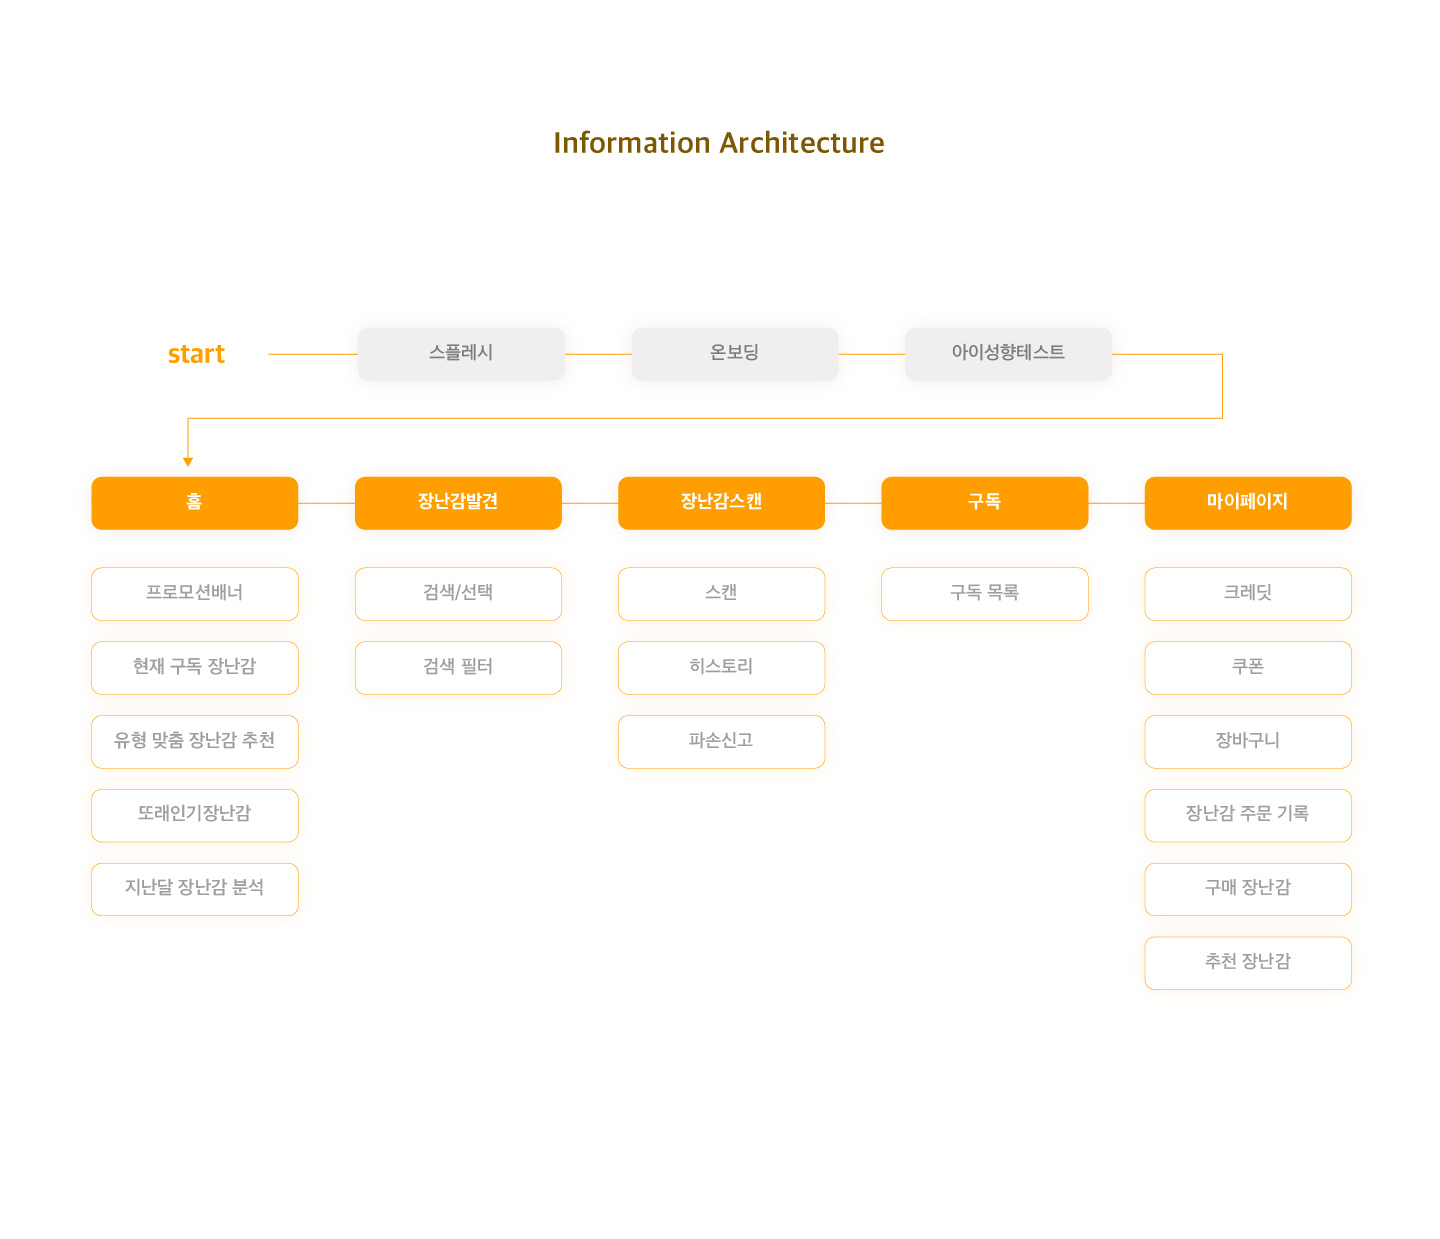 Information Architecture
start
스플레시
온보딩
아이성향테스트
홈
장난감발견
장난감스캔
구독
마이페이지
프로모션배너
검색/선택
스캔
구독 목록
크레딧
현재 구독 장난감
검색 필터
히스토리
쿠폰
유형 맞춤 장난감 추천
파손신고
장바구니
또래인기장난감
장난감 주문 기록
지난달 장난감 분석
구매 장난감
추천 장난감